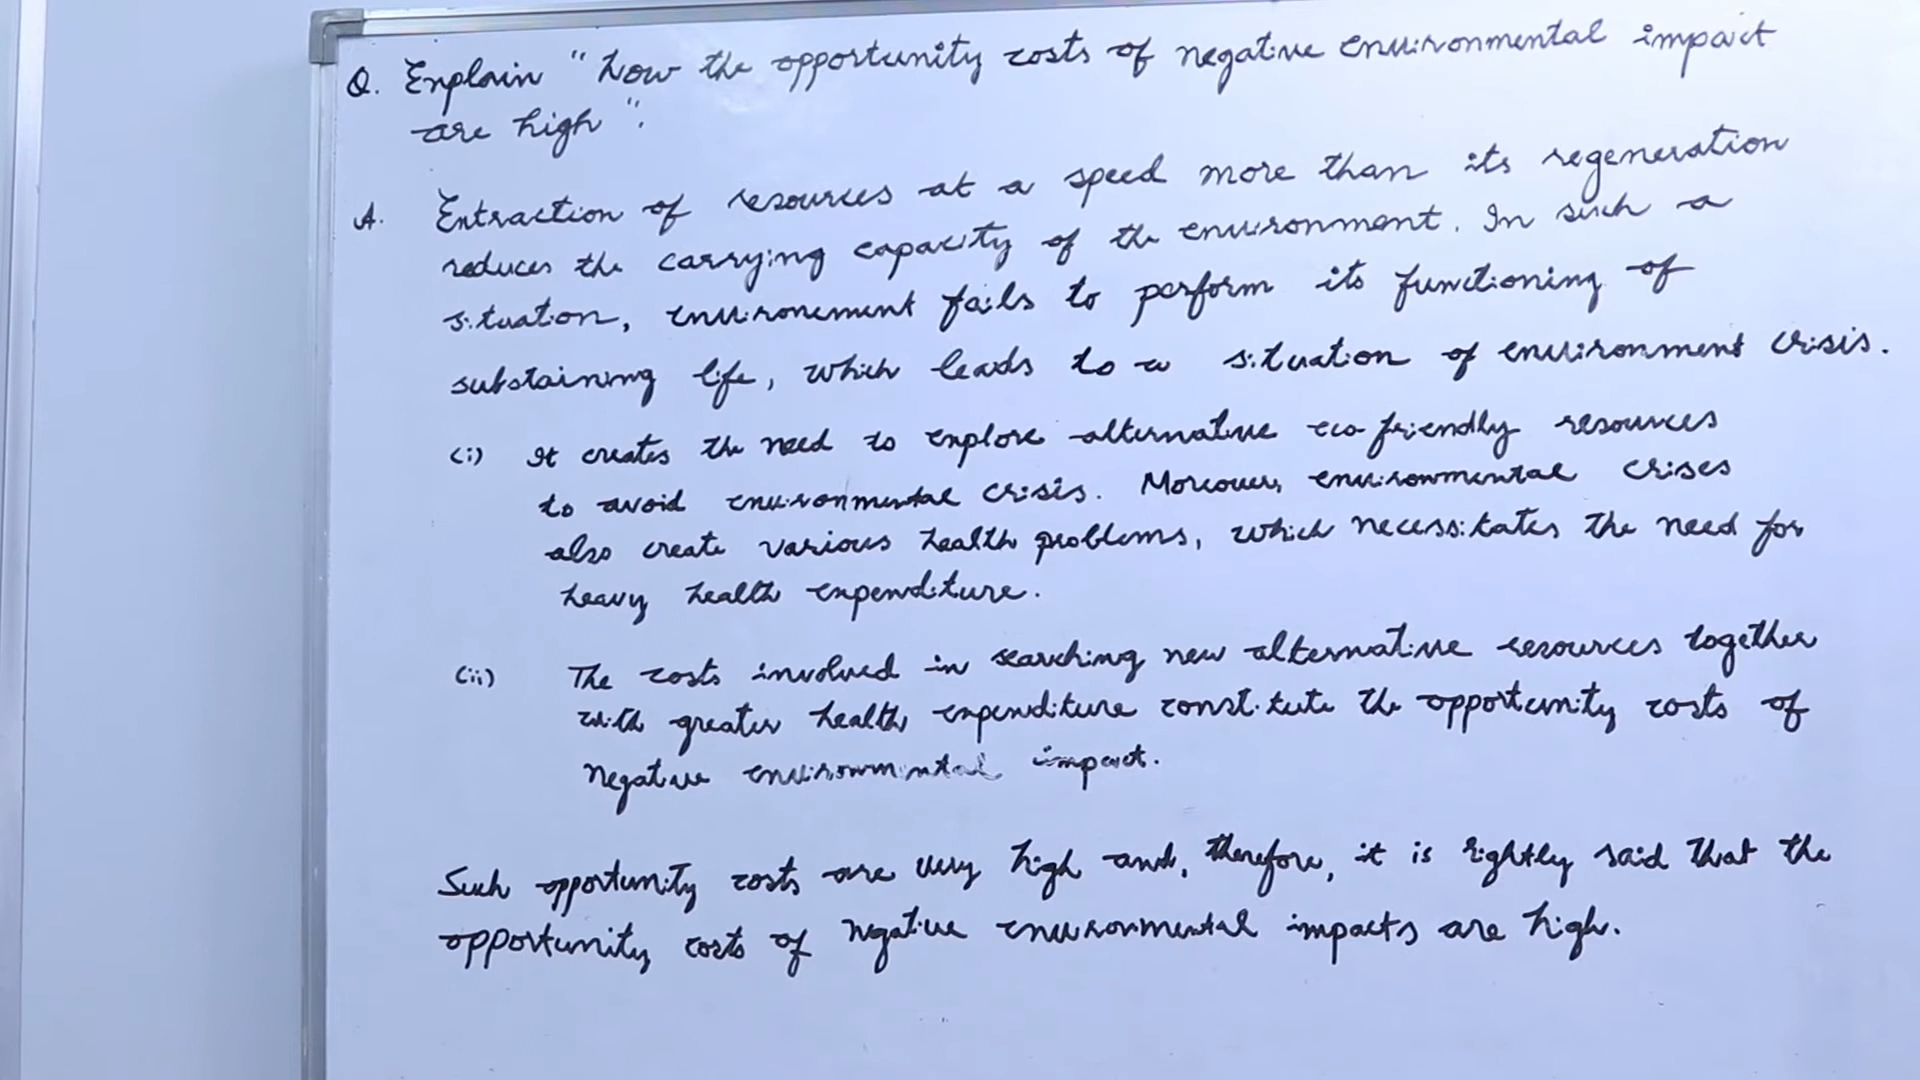 Q. Explain "how the opportunity costs of negative environmental impact
are high".
A. Extraction of resources at a speed more than its regeneration
reduces the carrying capacity of the environment. In such a
situation, environement fails to perform its functioning of
substaining life, which leads to a situation of environment crisis.
(i) It creates the need to explore alternative eco friendly resources
to avoid environmental crisis. Moreover, environmental crises
also create various health problems, which necessitates the need for
heavy health expenditure.
(ii) The costs involved in searching new alternative resources together
with greater health expenditure constitute the opportunity costs of
negative environmental impact.
Such opportunity costs are very high and, therefore, it is rightly said that the
opportunity costs of negative environmental impacts are high.